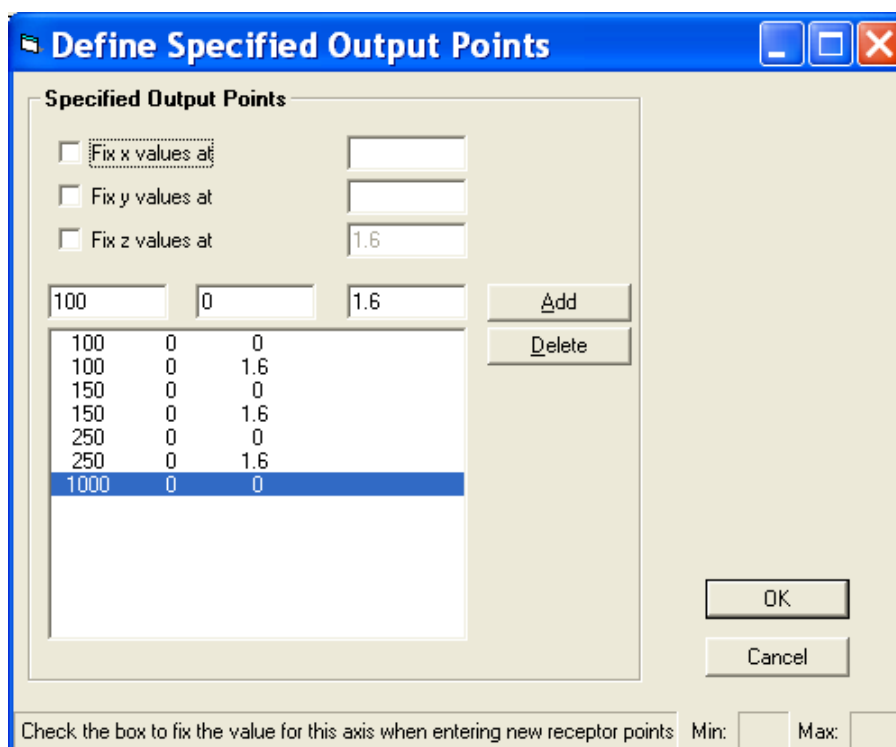 Define Specified Output Points
Specified Output Points
Fix x values at
Fix y values at
Fix z values at 1.6
100 0 1.6 Add
Delete
100 0 0
100 0 1.6
150 0 0
150 0 1.6
250 0 0
250 0 1.6
1000 0 0
OK
Cancel
Check the box to fix the value for this axis when entering new receptor points Min: Max: